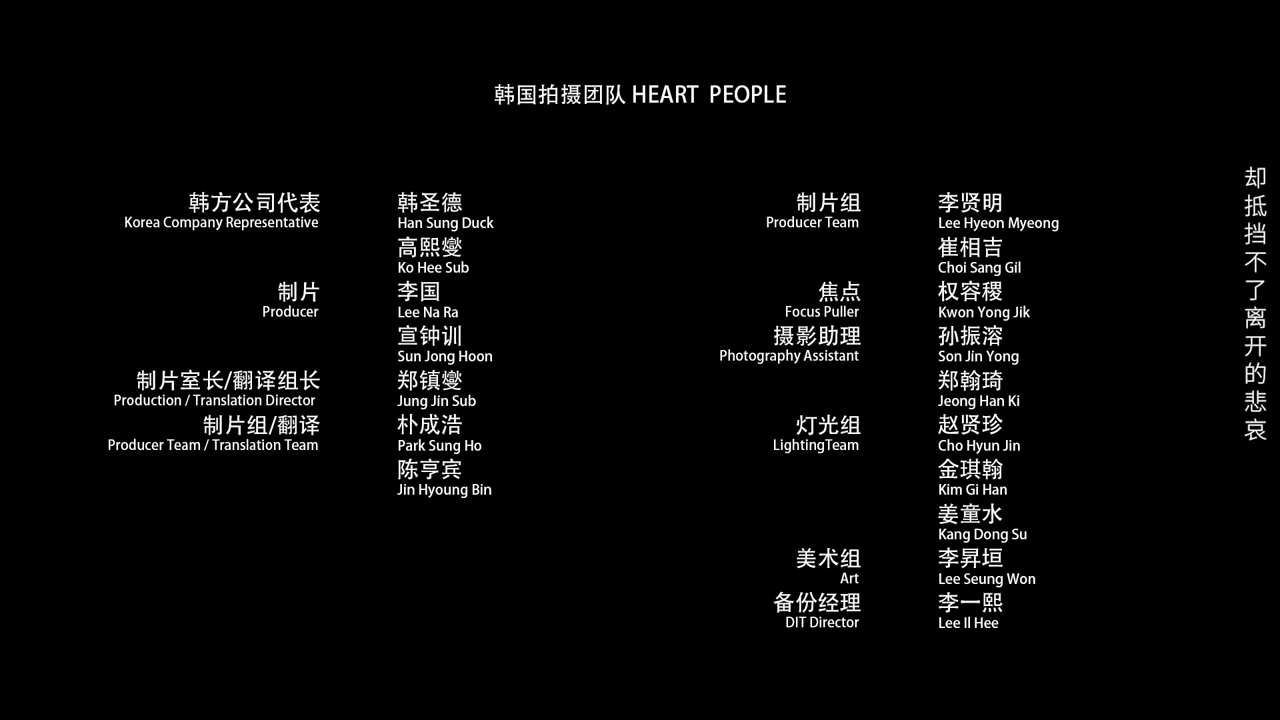 韩国拍摄团队 HEART PEOPLE
韩方公司代表 韩圣德
Korea Company Representative Han Sung Duck
高熙燮
Ko Hee Sub
制片 李国
Producer Lee Na Ra
宣钟训
Sun Jong Hoon
制片室长/翻译组长 郑镇燮
Production / Translation Director Jung Jin Sub
制片组/翻译 朴成浩
Producer Team / Translation Team Park Sung Ho
陈亨宾
Jin Hyoung Bin
制片组 李贤明
Producer Team Lee Hyeon Myeong
崔相吉
Choi Sang Gil
焦点 权容稷
Focus Puller Kwon Yong Jik
摄影助理 孙振溶
Photography Assistant Son Jin Yong
郑翰琦
Jeong Han Ki
灯光组 赵贤珍
LightingTeam Cho Hyun Jin
金琪翰
Kim Gi Han
姜童水
Kang Dong Su
美术组 李昇垣
Art Lee Seung Won
备份经理 李一熙
DIT Director Lee Il Hee
却抵挡不了离开的悲哀